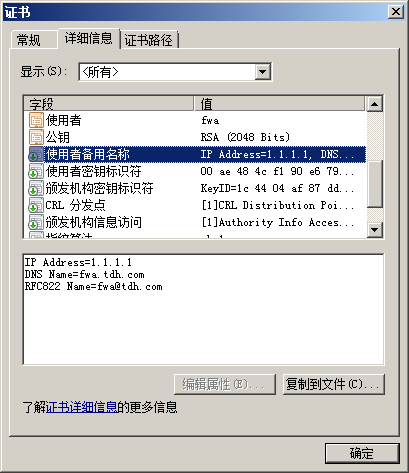 证书
常规 详细信息 证书路径
显示(S): <所有>
字段 值
使用者 fwa
公钥 RSA (2048 Bits)
使用者备用名称 IP Address=1.1.1.1, DNS...
使用者密钥标识符 00 ae 48 4c f1 90 e6 79...
颁发机构密钥标识符 KeyID=1c 44 04 af 87 dd...
CRL 分发点 [1]CRL Distribution Poi...
颁发机构信息访问 [1]Authority Info Acces...
IP Address=1.1.1.1
DNS Name=fwa.tdh.com
RFC822 Name=fwa@tdh.com
编辑属性(E)... 复制到文件(C)...
了解证书详细信息的更多信息
确定